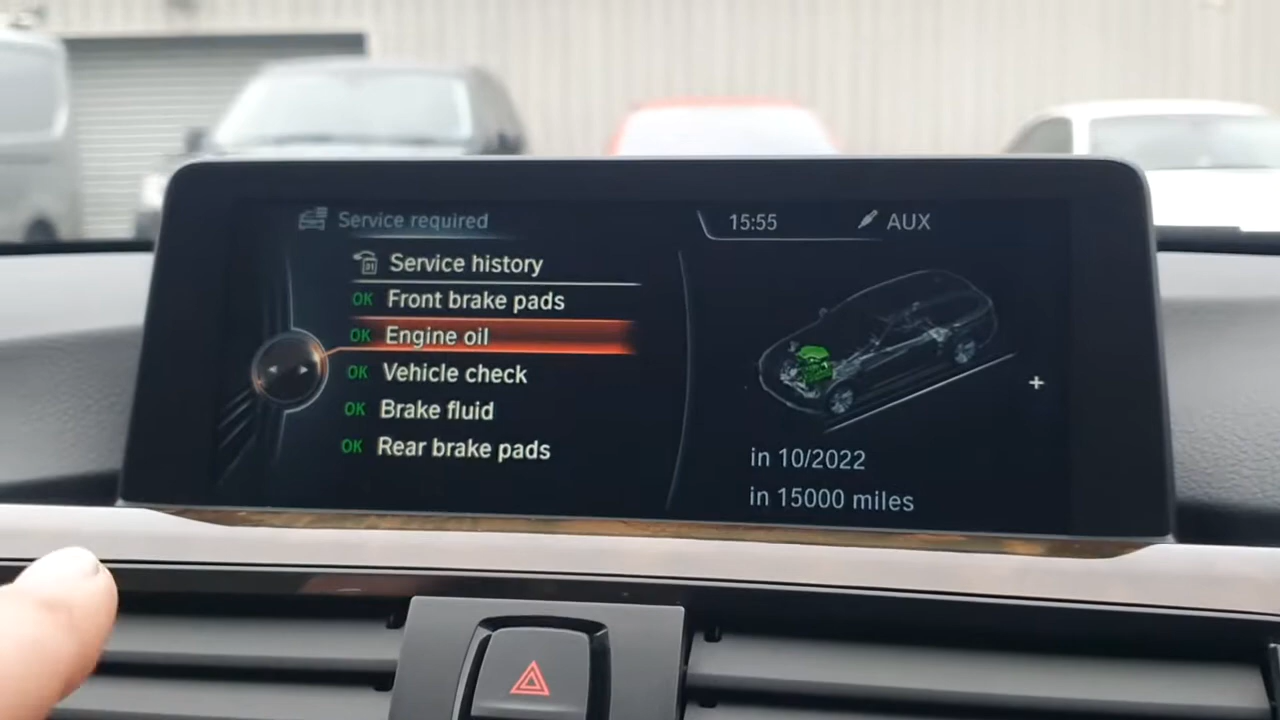 Service required
15:55
AUX
31
Service history
OK Front brake pads
OK Engine oil
OK Vehicle check
OK Brake fluid
OK Rear brake pads
in 10/2022
in 15000 miles